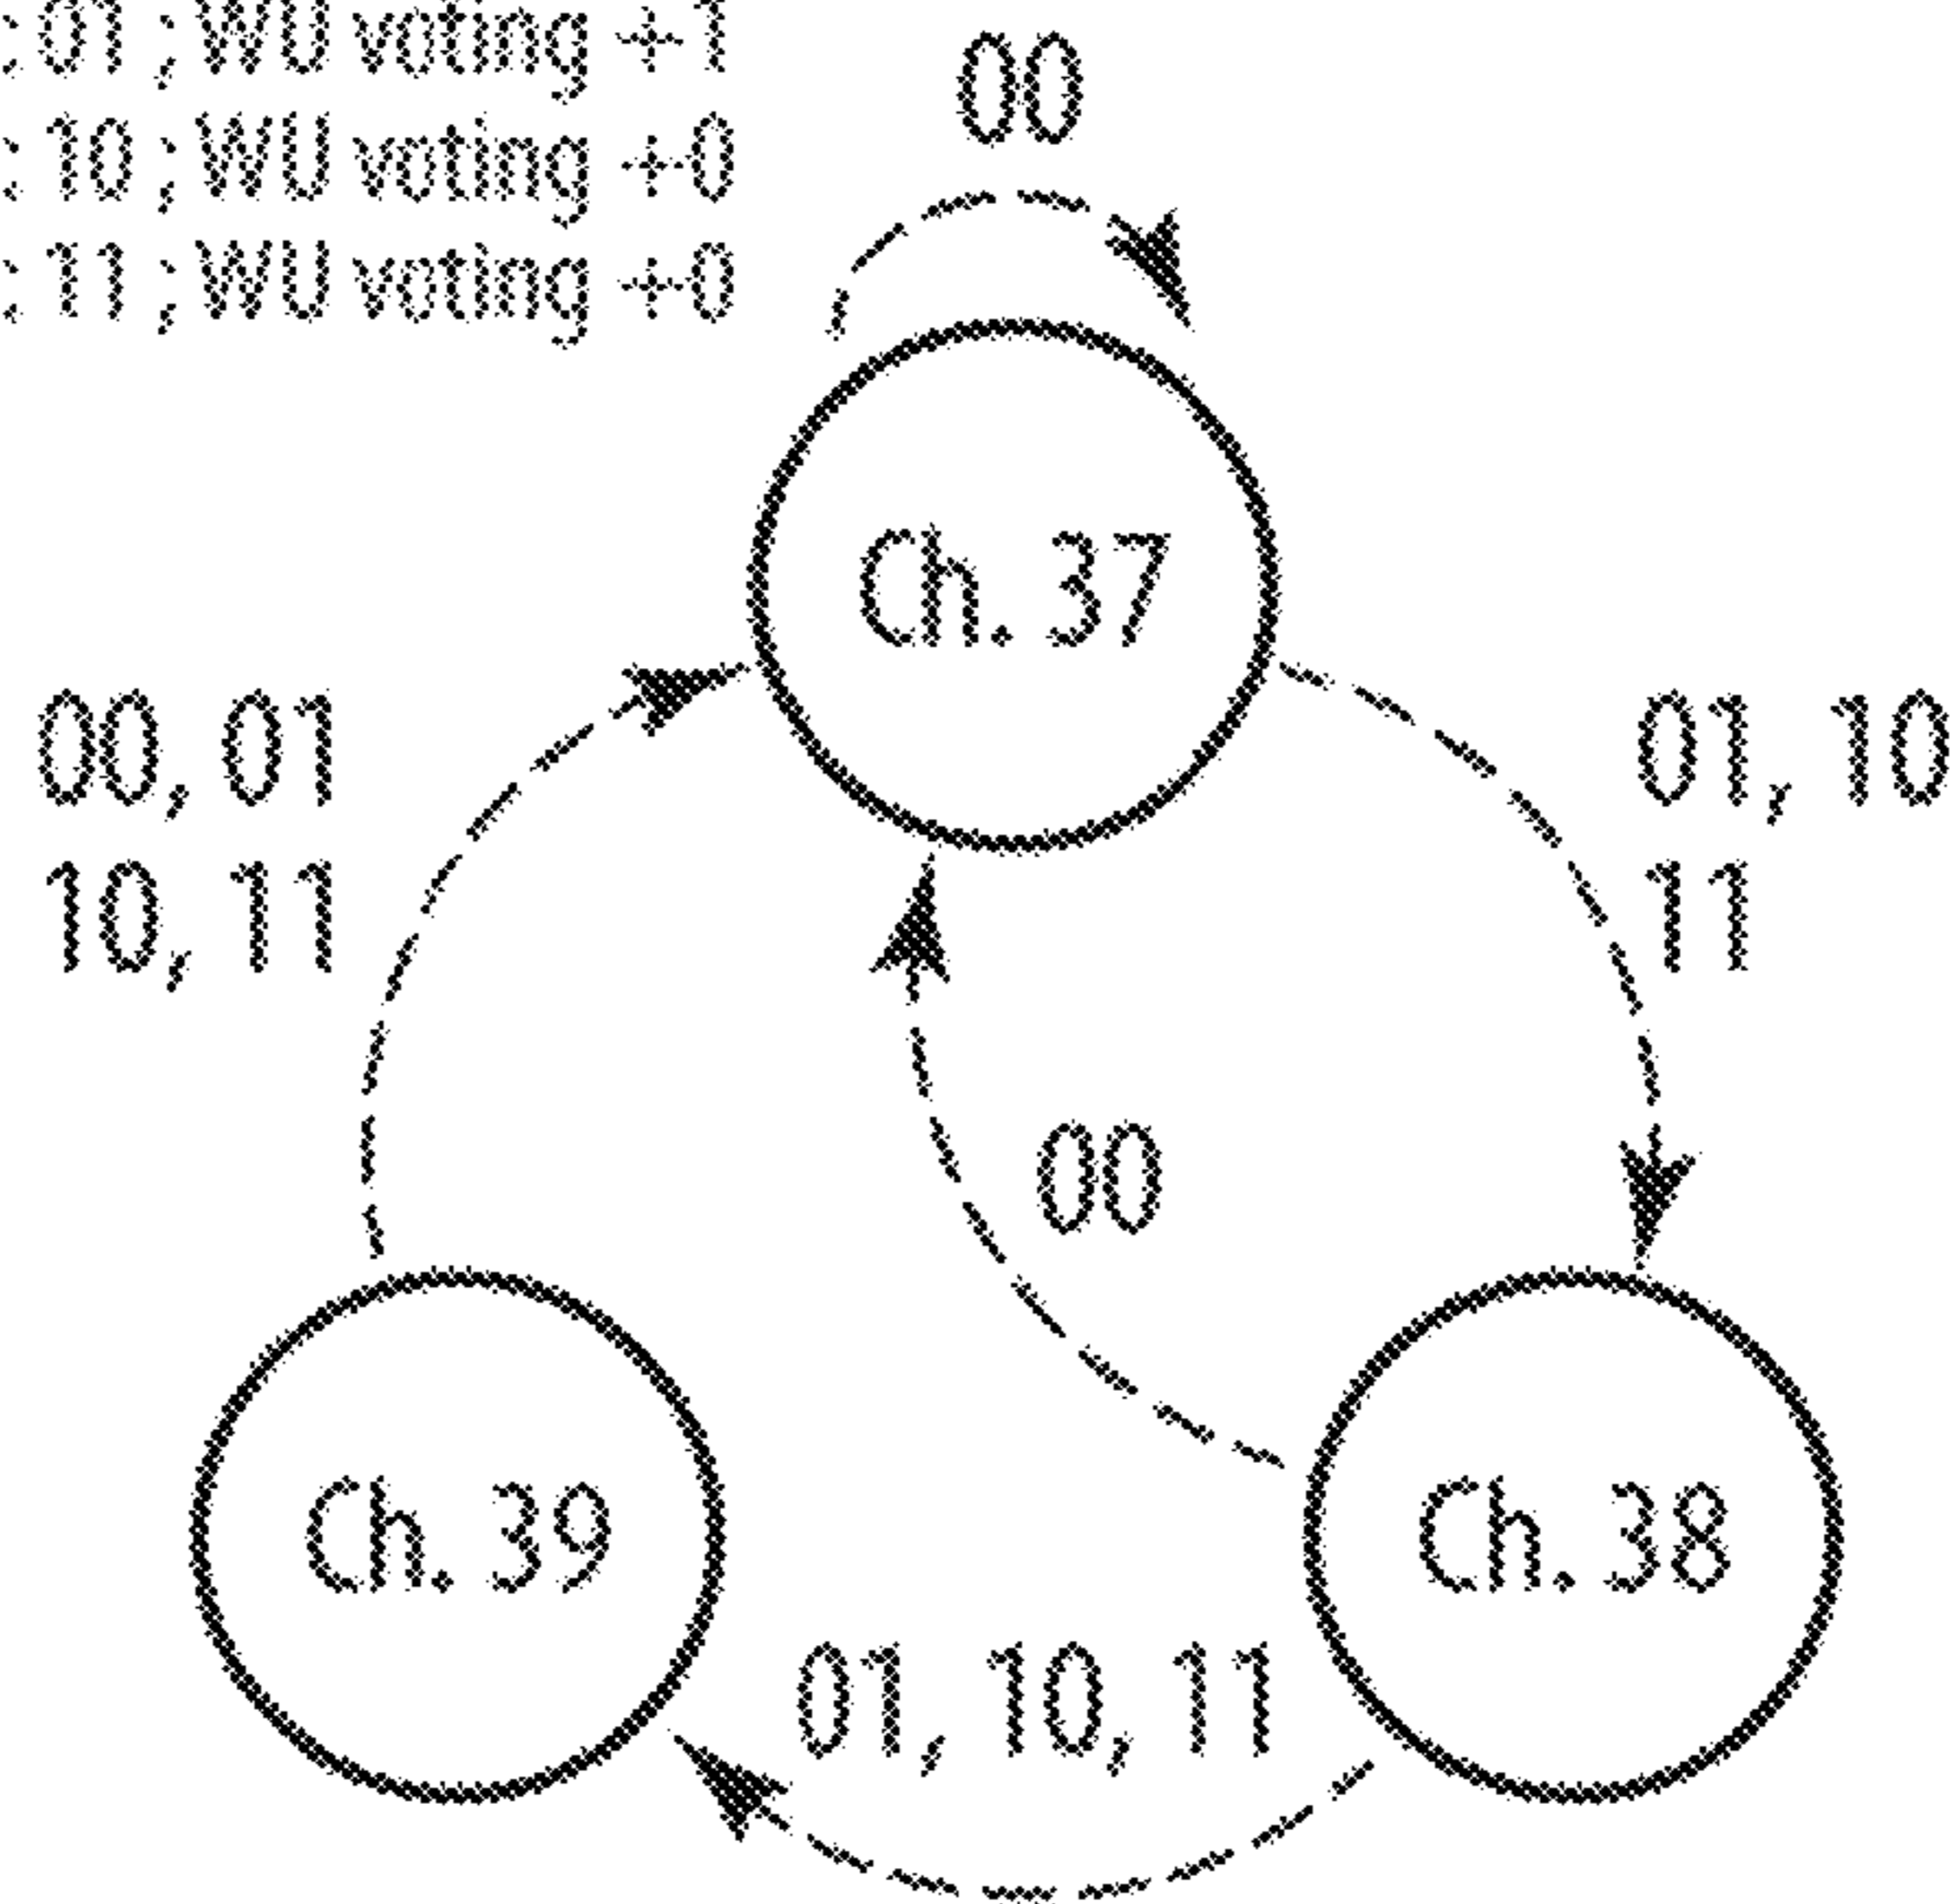 : 01 ; WU voting +1
: 10 ; WU voting +0
: 11 ; WU voting +0
00
Ch. 37
00, 01
10, 11
01, 10
11
00
Ch. 39
Ch. 38
01, 10, 11